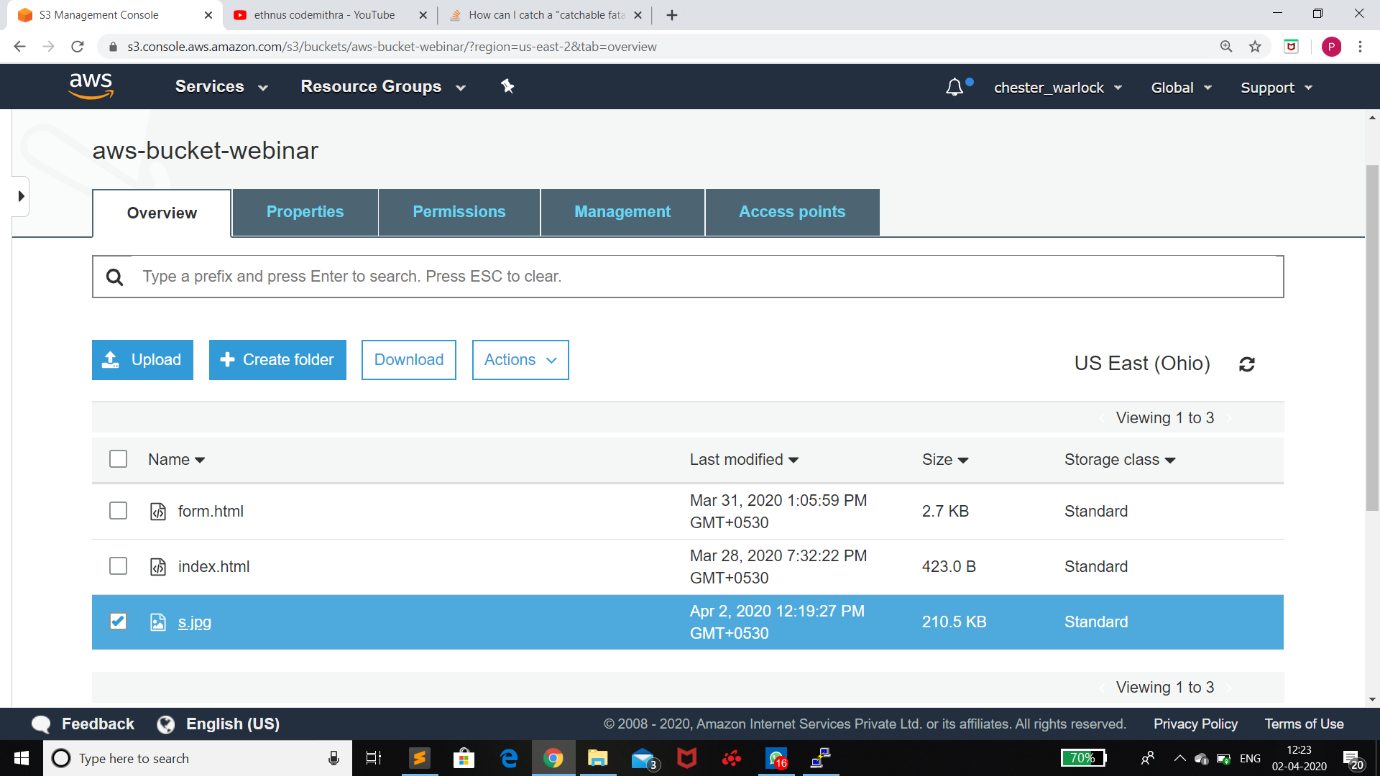 S3 Management Console
ethnus codemithra - YouTube
How can I catch a "catchable fata
s3.console.aws.amazon.com/s3/buckets/aws-bucket-webinar/?region=us-east-2&tab=overview
P
aws
Services
Resource Groups
chester_warlock
Global
Support
aws-bucket-webinar
Overview
Properties
Permissions
Management
Access points
Type a prefix and press Enter to search. Press ESC to clear.
Upload
Create folder
Download
Actions
US East (Ohio)
Viewing 1 to 3
Name
Last modified
Size
Storage class
form.html
Mar 31, 2020 1:05:59 PM
GMT+0530
2.7 KB
Standard
index.html
Mar 28, 2020 7:32:22 PM
GMT+0530
423.0 B
Standard
s.jpg
Apr 2, 2020 12:19:27 PM
GMT+0530
210.5 KB
Standard
Viewing 1 to 3
Feedback
English (US)
© 2008 - 2020, Amazon Internet Services Private Ltd. or its affiliates. All rights reserved.
Privacy Policy
Terms of Use
Type here to search
3
16
70%
ENG
12:23
02-04-2020
20